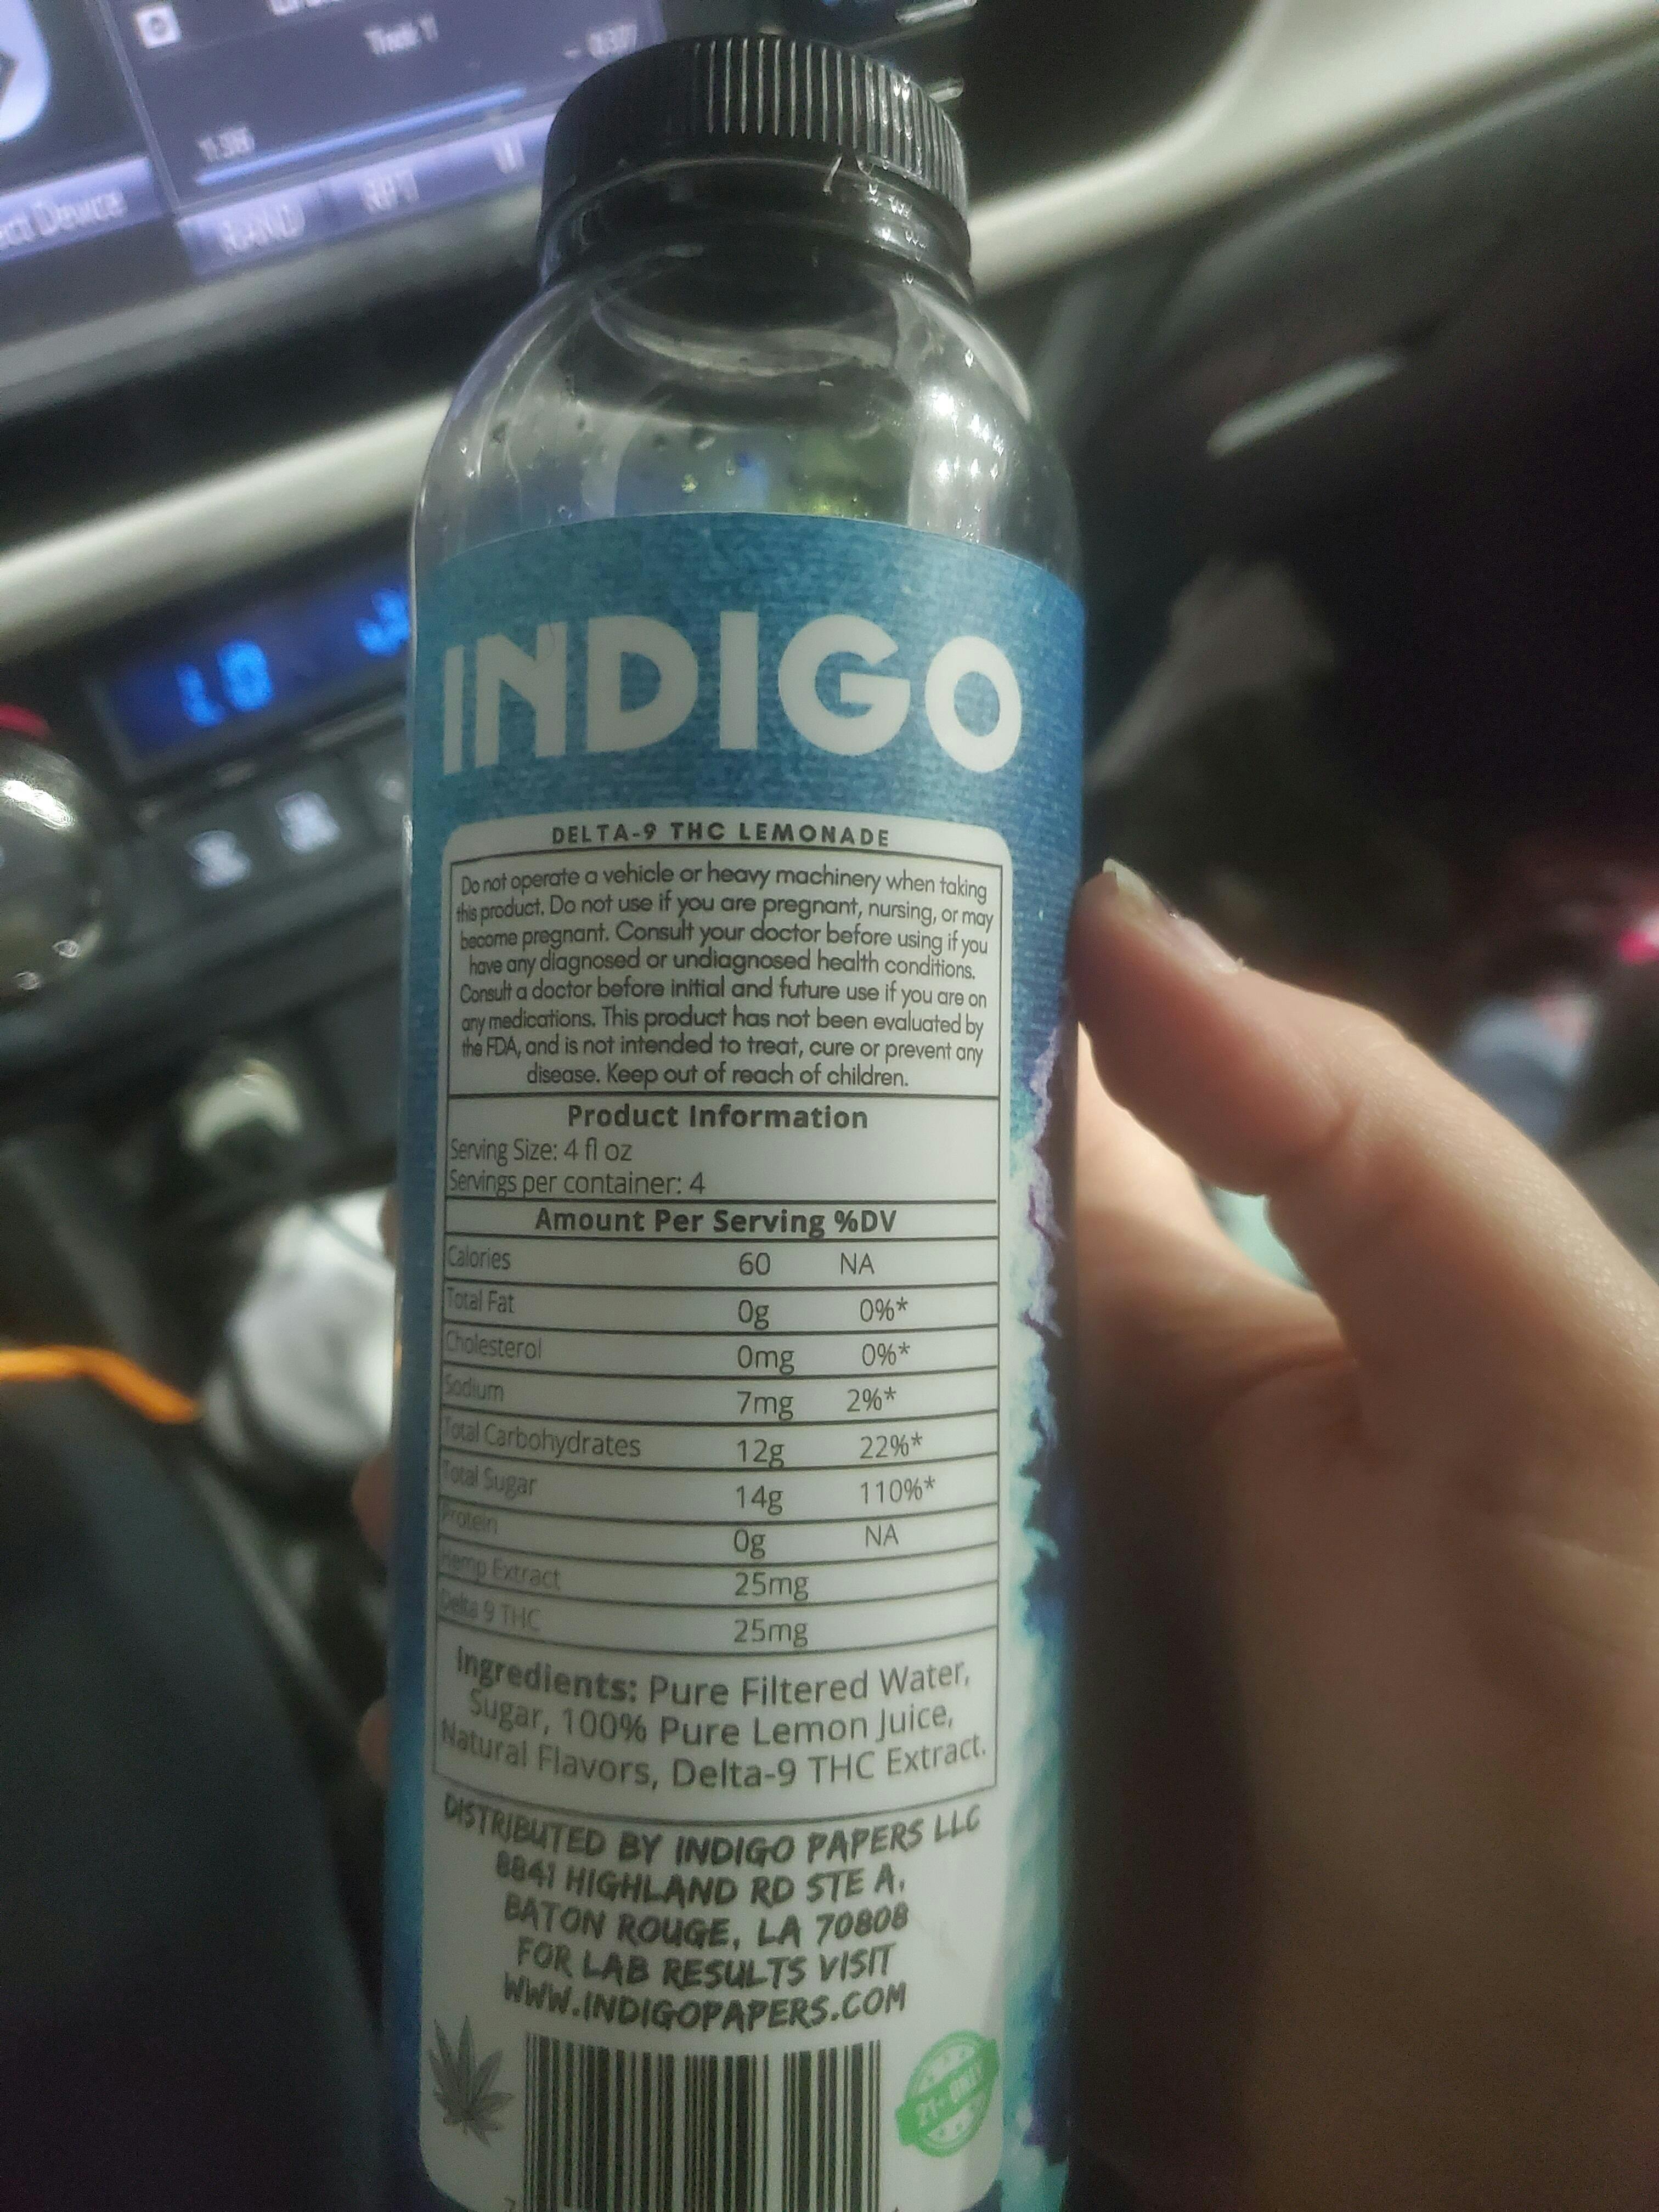 Track 1
RAND RPT
LO
INDIGO
DELTA-9 THC LEMONADE
Do not operate a vehicle or heavy machinery when taking
this product. Do not use if you are pregnant, nursing, or may
become pregnant. Consult your doctor before using if you
have any diagnosed or undiagnosed health conditions.
Consult a doctor before initial and future use if you are on
any medications. This product has not been evaluated by
the FDA, and is not intended to treat, cure or prevent any
disease. Keep out of reach of children.
Product Information
Serving Size: 4 fl oz
Servings per container: 4
Amount Per Serving %DV
Calories 60 NA
Total Fat 0g 0%*
Cholesterol 0mg 0%*
Sodium 7mg 2%*
Total Carbohydrates 12g 22%*
Total Sugar 14g 110%*
Protein 0g NA
Hemp Extract 25mg
Delta 9 THC 25mg
Ingredients: Pure Filtered Water,
Sugar, 100% Pure Lemon Juice,
Natural Flavors, Delta-9 THC Extract.
DISTRIBUTED BY INDIGO PAPERS LLC
8841 HIGHLAND RD STE A.
BATON ROUGE, LA 70808
FOR LAB RESULTS VISIT
WWW.INDIGOPAPERS.COM
21+ ONLY